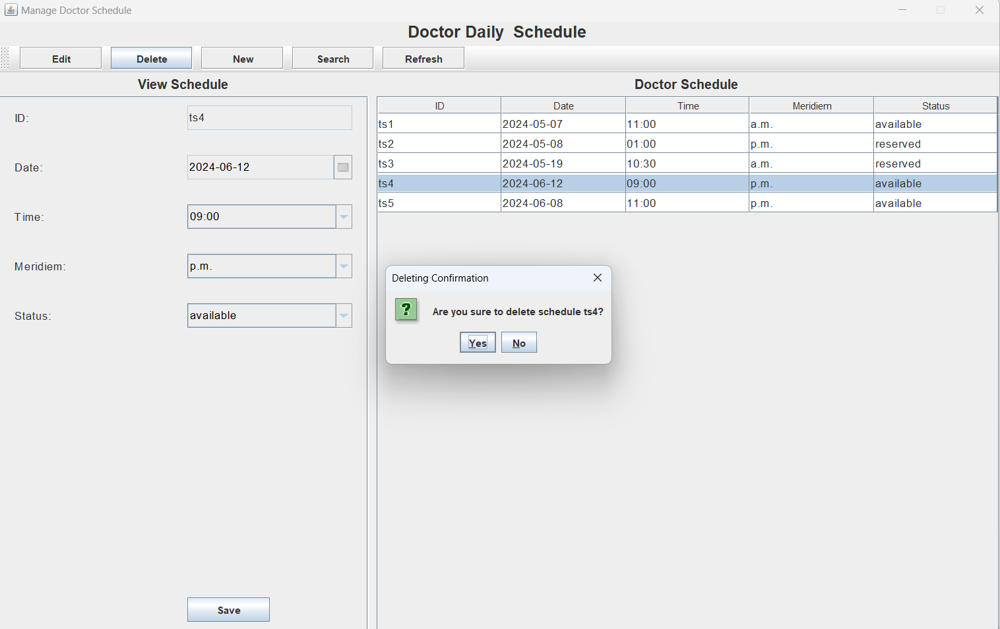 Manage Doctor Schedule
Doctor Daily  Schedule
Edit Delete New Search Refresh
View Schedule
ID: ts4
Date: 2024-06-12
Time: 09:00
Meridiem: p.m.
Status: available
Save
Doctor Schedule
ID Date Time Meridiem Status
ts1 2024-05-07 11:00 a.m. available
ts2 2024-05-08 01:00 p.m. reserved
ts3 2024-05-19 10:30 a.m. reserved
ts4 2024-06-12 09:00 p.m. available
ts5 2024-06-08 11:00 p.m. available
Deleting Confirmation
? Are you sure to delete schedule ts4?
Yes No